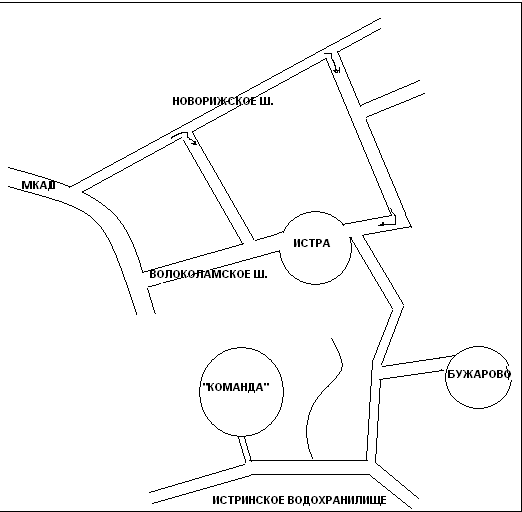 НОВОРИЖСКОЕ Ш.
МКАД
ИСТРА
ВОЛОКОЛАМСКОЕ Ш.
"КОМАНДА"
БУЖАРОВО
ИСТРИНСКОЕ ВОДОХРАНИЛИЩЕ